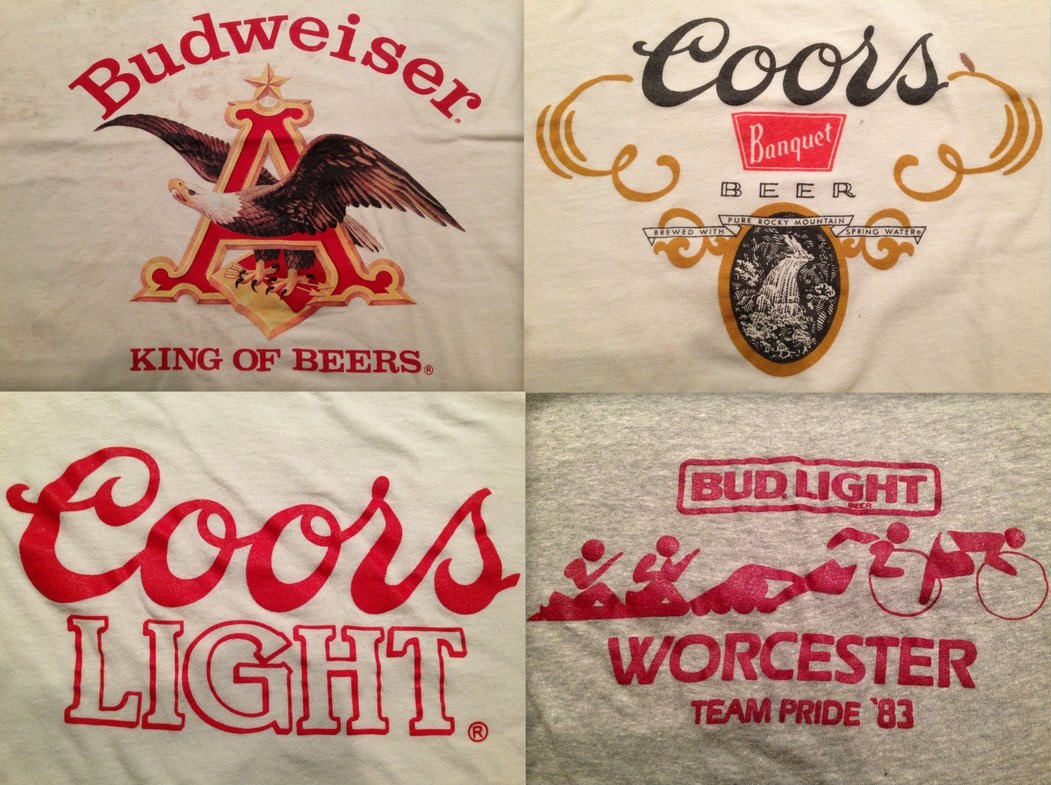 Budweiser®
A
KING OF BEERS®
Coors
Banquet
BEER
PURE ROCKY MOUNTAIN
BREWED WITH SPRING WATER®
Coors
LIGHT®
BUD LIGHT
BEER
WORCESTER
TEAM PRIDE '83